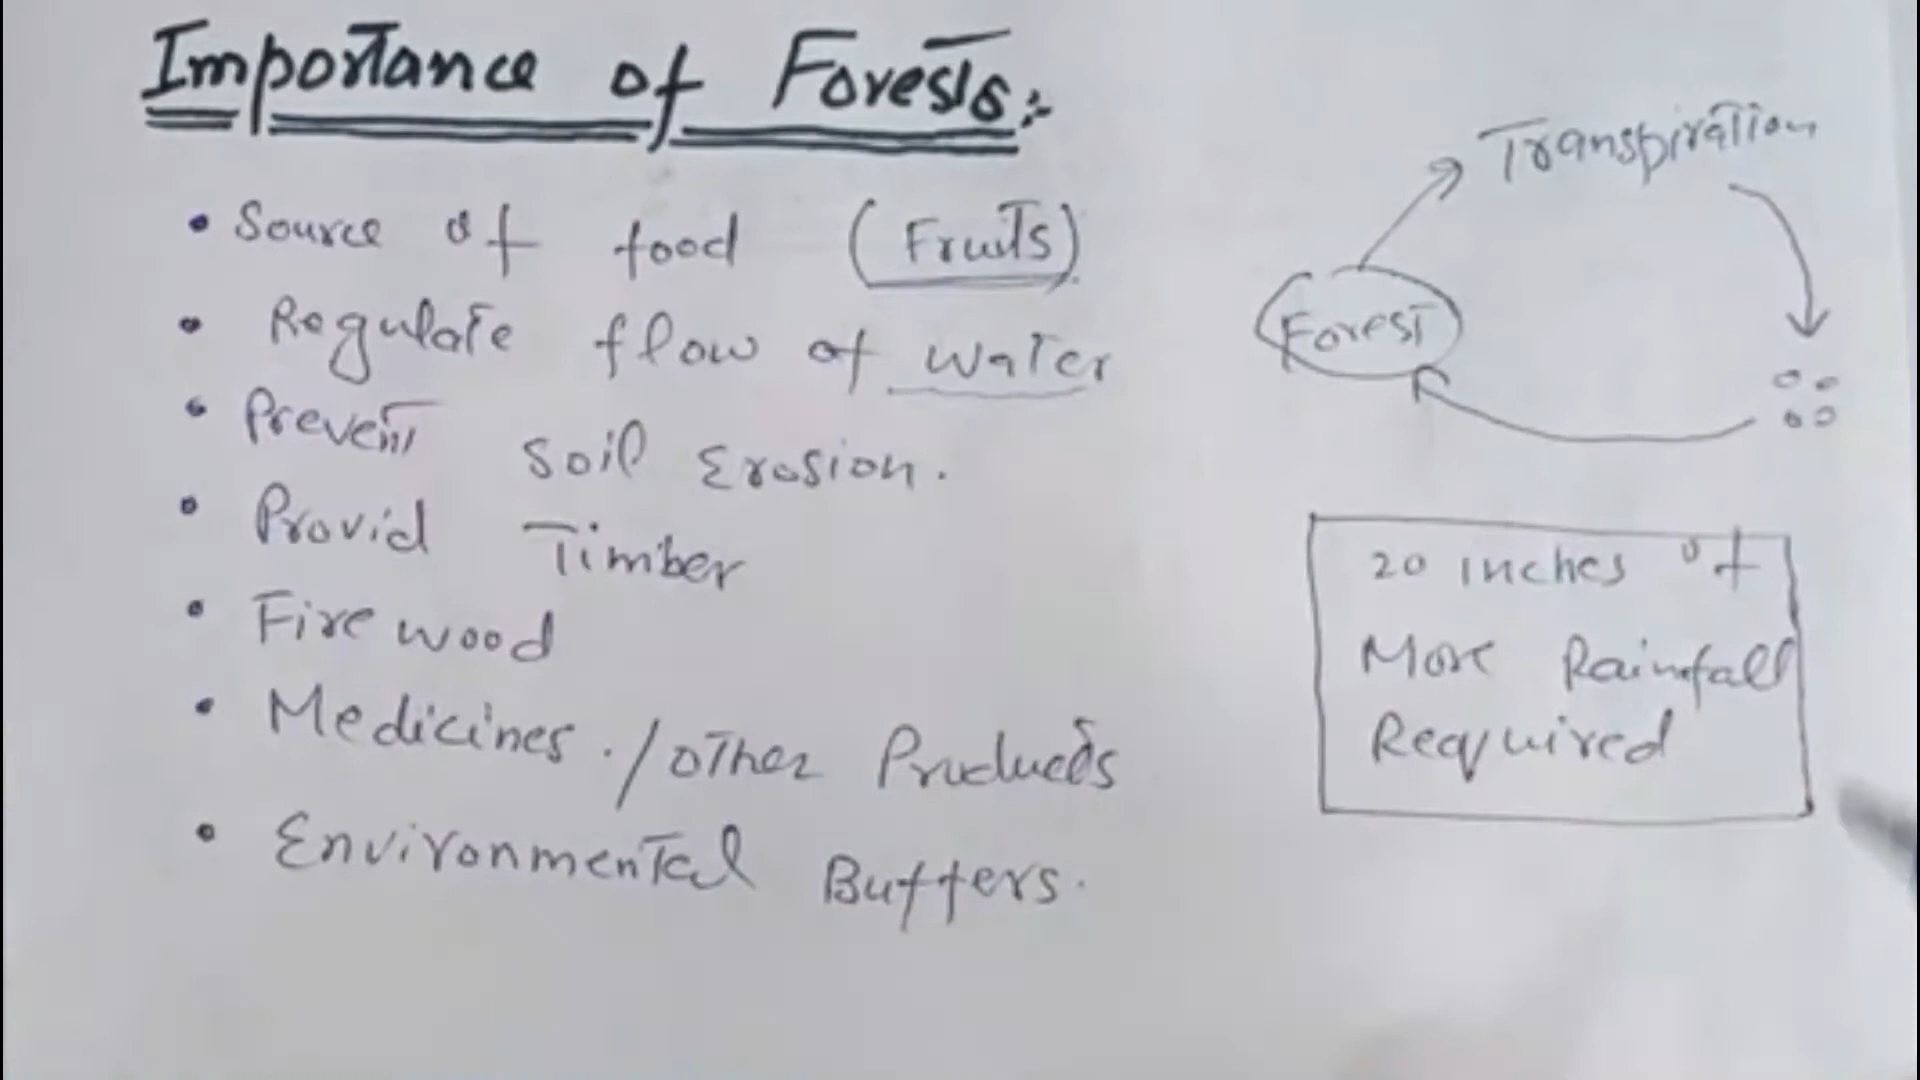 Importance of Forests:-
• Source of food (Fruits)
• Regulate flow of water
• Prevent Soil Erosion.
• Provid Timber
• Fire wood
• Medicines. / other Products
• Environmental Buffers.
Transpiration
Forest
20 inches of
More Rainfall
Required